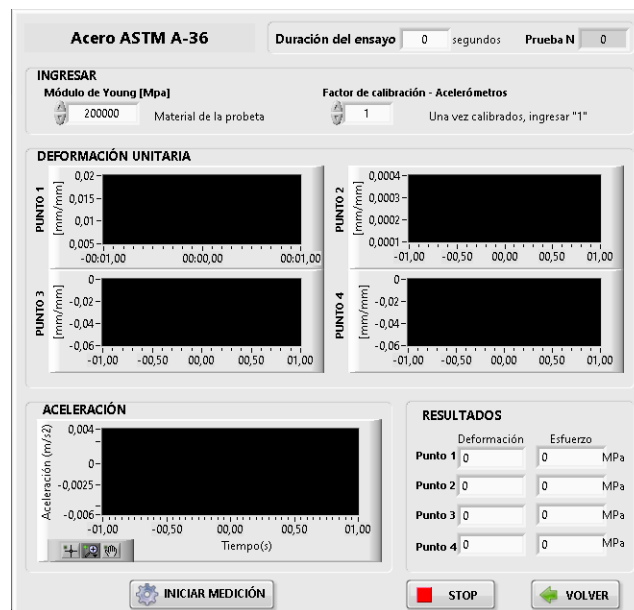 Acero ASTM A-36
Duración del ensayo 0 segundos Prueba N 0
INGRESAR
Módulo de Young [Mpa] Factor de calibración - Acelerómetros
200000 Material de la probeta 1 Una vez calibrados, ingresar "1"
DEFORMACIÓN UNITARIA
PUNTO 1
[mm/mm]
0,02
0,015
0,01
0,005
-00:01,00 00:00,00 00:01,00
PUNTO 2
[mm/mm]
0,0004
0,0003
0,0002
0,0001
-01,00 -00,50 00,00 00,50 01,00
PUNTO 3
[mm/mm]
0
-0,02
-0,04
-0,06
-01,00 -00,50 00,00 00,50 01,00
PUNTO 4
[mm/mm]
0
-0,02
-0,04
-0,06
-01,00 -00,50 00,00 00,50 01,00
ACELERACIÓN
Aceleración (m/s2)
0,004
0
-0,0025
-0,006
-01,00 -00,50 00,00 00,50 01,00
Tiempo(s)
RESULTADOS
Deformación Esfuerzo
Punto 1 0 0 MPa
Punto 2 0 0 MPa
Punto 3 0 0 MPa
Punto 4 0 0 MPa
INICIAR MEDICIÓN STOP VOLVER